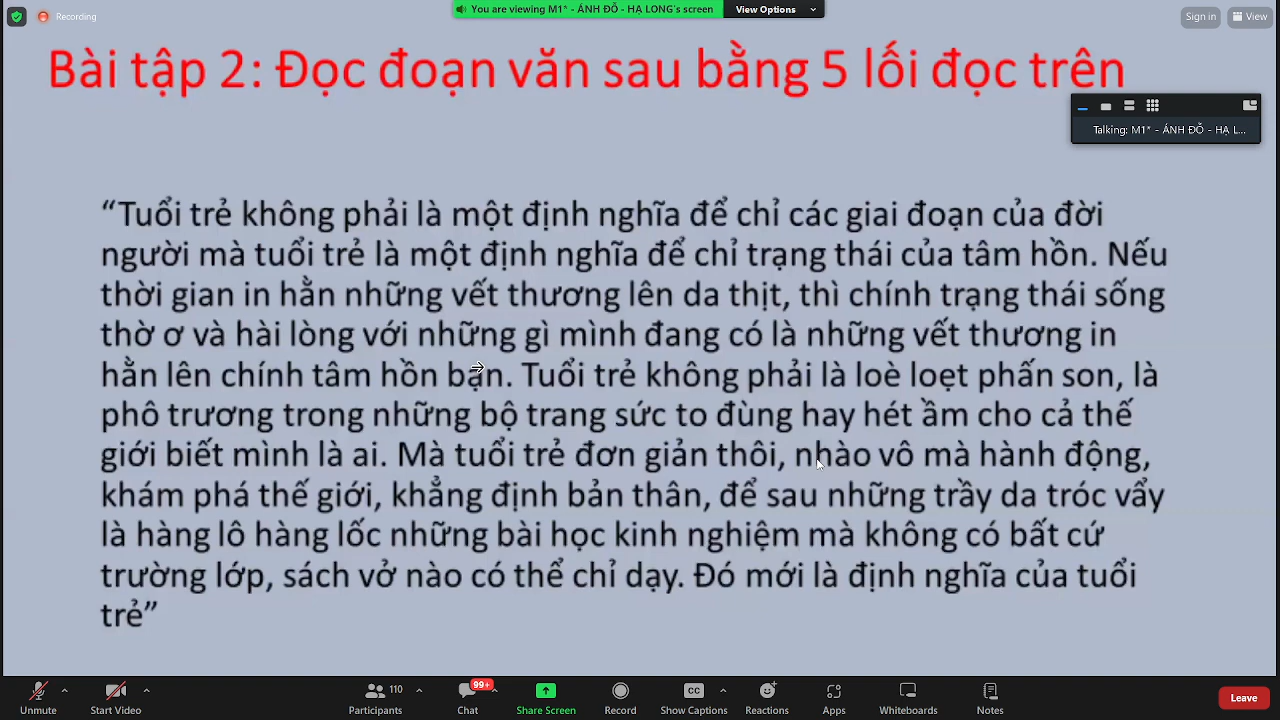 Recording
You are viewing M1* - ÁNH ĐỖ - HẠ LONG's screen
View Options
Sign in
View
Bài tập 2: Đọc đoạn văn sau bằng 5 lối đọc trên
Talking: M1* - ÁNH ĐỖ - HẠ L...
“Tuổi trẻ không phải là một định nghĩa để chỉ các giai đoạn của đời
người mà tuổi trẻ là một định nghĩa để chỉ trạng thái của tâm hồn. Nếu
thời gian in hằn những vết thương lên da thịt, thì chính trạng thái sống
thờ ơ và hài lòng với những gì mình đang có là những vết thương in
hằn lên chính tâm hồn bạn. Tuổi trẻ không phải là loè loẹt phấn son, là
phô trương trong những bộ trang sức to đùng hay hét ầm cho cả thế
giới biết mình là ai. Mà tuổi trẻ đơn giản thôi, nhào vô mà hành động,
khám phá thế giới, khẳng định bản thân, để sau những trầy da tróc vẩy
là hàng lô hàng lốc những bài học kinh nghiệm mà không có bất cứ
trường lớp, sách vở nào có thể chỉ dạy. Đó mới là định nghĩa của tuổi
trẻ”
Unmute
Start Video
Participants
110
Chat
99+
Share Screen
Record
CC
Show Captions
Reactions
Apps
Whiteboards
Notes
Leave